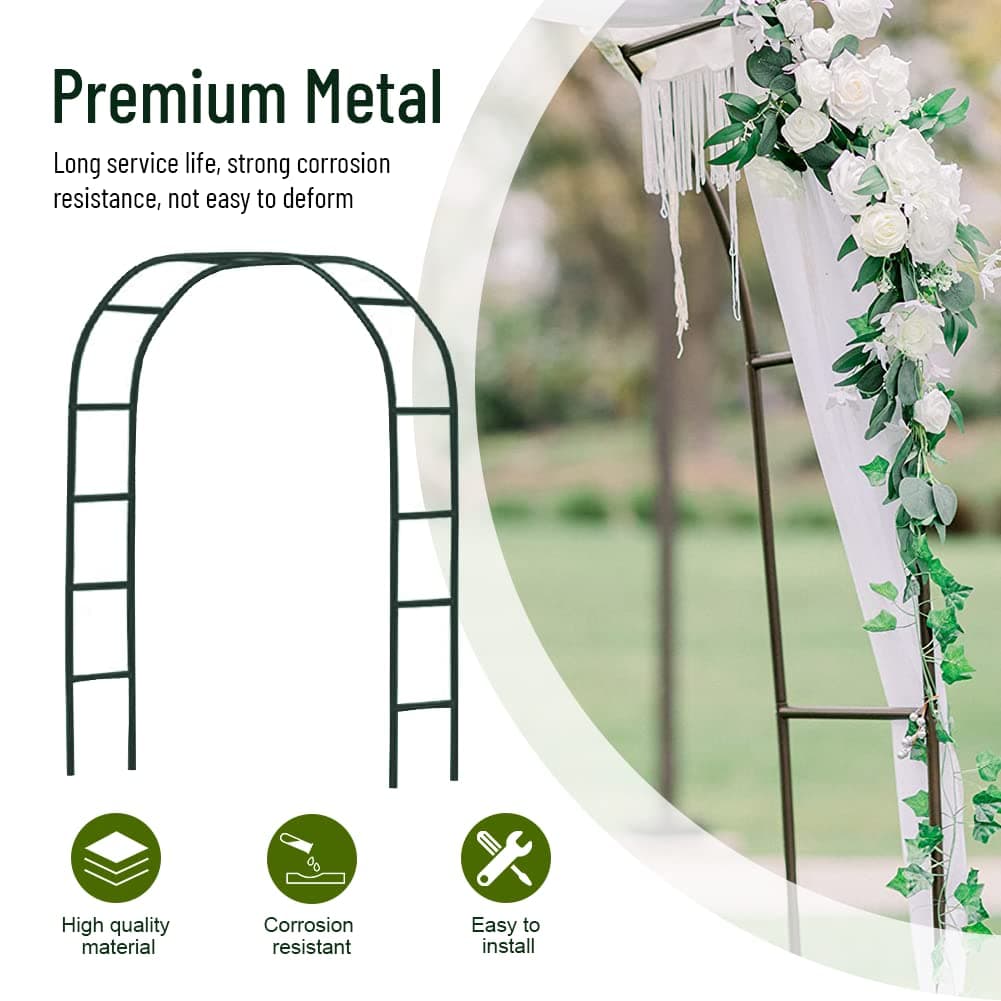 Premium Metal
Long service life, strong corrosion
resistance, not easy to deform
High quality
material
Corrosion
resistant
Easy to
install